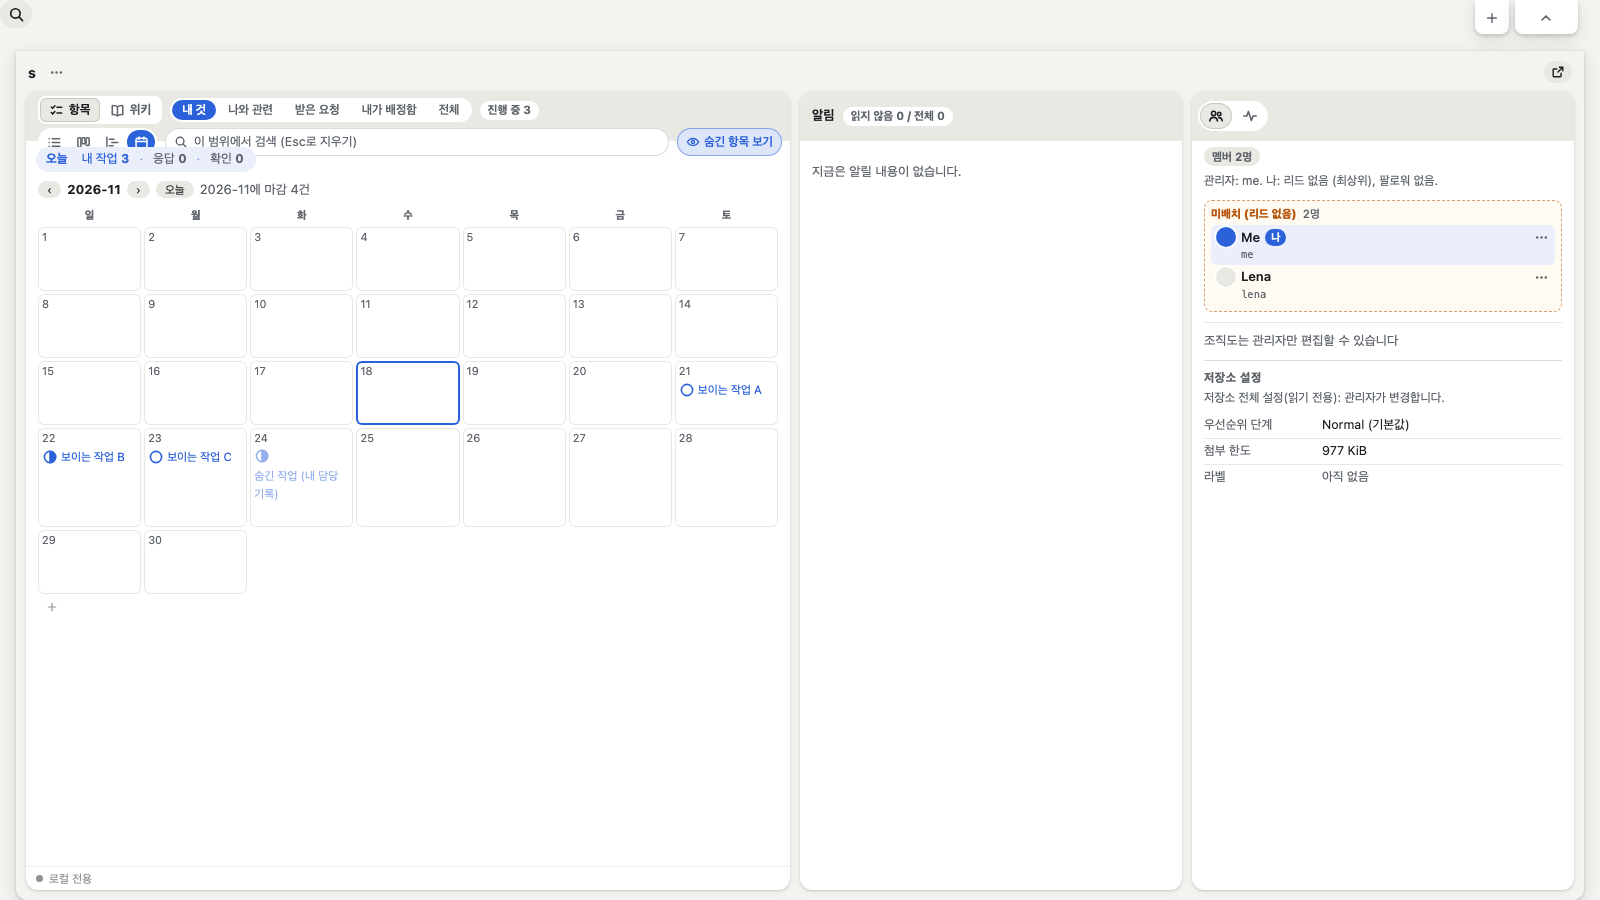 s ···
항목 위키 내 것 나와 관련 받은 요청 내가 배정함 전체 진행 중 3
이 범위에서 검색 (Esc로 지우기) 숨긴 항목 보기
오늘 내 작업 3 · 응답 0 · 확인 0
‹ 2026-11 › 오늘 2026-11에 마감 4건
일 월 화 수 목 금 토
1 2 3 4 5 6 7
8 9 10 11 12 13 14
15 16 17 18 19 20 21
보이는 작업 A
22 23 24 25 26 27 28
보이는 작업 B 보이는 작업 C
숨긴 작업 (내 담당
기록)
29 30
+
로컬 전용
알림 읽지 않음 0 / 전체 0
지금은 알릴 내용이 없습니다.
멤버 2명
관리자: me. 나: 리드 없음 (최상위), 팔로워 없음.
미배치 (리드 없음) 2명
Me 나 ···
me
Lena ···
lena
조직도는 관리자만 편집할 수 있습니다
저장소 설정
저장소 전체 설정(읽기 전용): 관리자가 변경합니다.
우선순위 단계 Normal (기본값)
첨부 한도 977 KiB
라벨 아직 없음